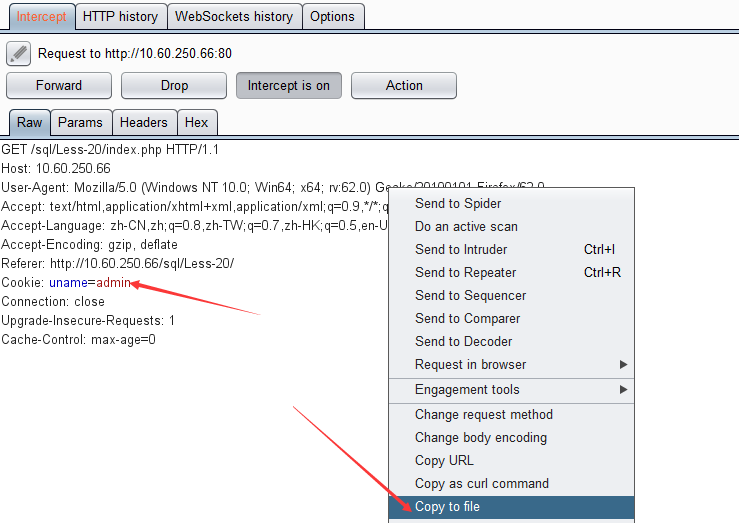 Intercept HTTP history WebSockets history Options
Request to http://10.60.250.66:80
Forward Drop Intercept is on Action
Raw Params Headers Hex
GET /sql/Less-20/index.php HTTP/1.1
Host: 10.60.250.66
User-Agent: Mozilla/5.0 (Windows NT 10.0; Win64; x64; rv:62.0) Gecko/20100101 Firefox/62.0
Accept: text/html,application/xhtml+xml,application/xml;q=0.9,*/*;q
Accept-Language: zh-CN,zh;q=0.8,zh-TW;q=0.7,zh-HK;q=0.5,en-U
Accept-Encoding: gzip, deflate
Referer: http://10.60.250.66/sql/Less-20/
Cookie: uname=admin
Connection: close
Upgrade-Insecure-Requests: 1
Cache-Control: max-age=0
Send to Spider
Do an active scan
Send to Intruder Ctrl+I
Send to Repeater Ctrl+R
Send to Sequencer
Send to Comparer
Send to Decoder
Request in browser
Engagement tools
Change request method
Change body encoding
Copy URL
Copy as curl command
Copy to file